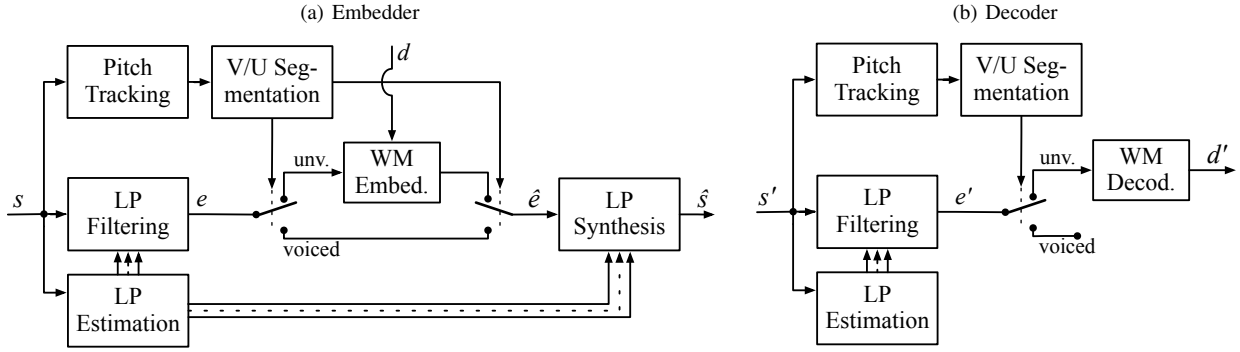 (a) Embedder
Pitch
Tracking
V/U Seg-
mentation
d
unv.
WM
Embed.
s
LP
Filtering
e
voiced
ê
LP
Synthesis
ŝ
LP
Estimation
(b) Decoder
Pitch
Tracking
V/U Seg-
mentation
unv.
WM
Decod.
d′
s′
LP
Filtering
e′
voiced
LP
Estimation